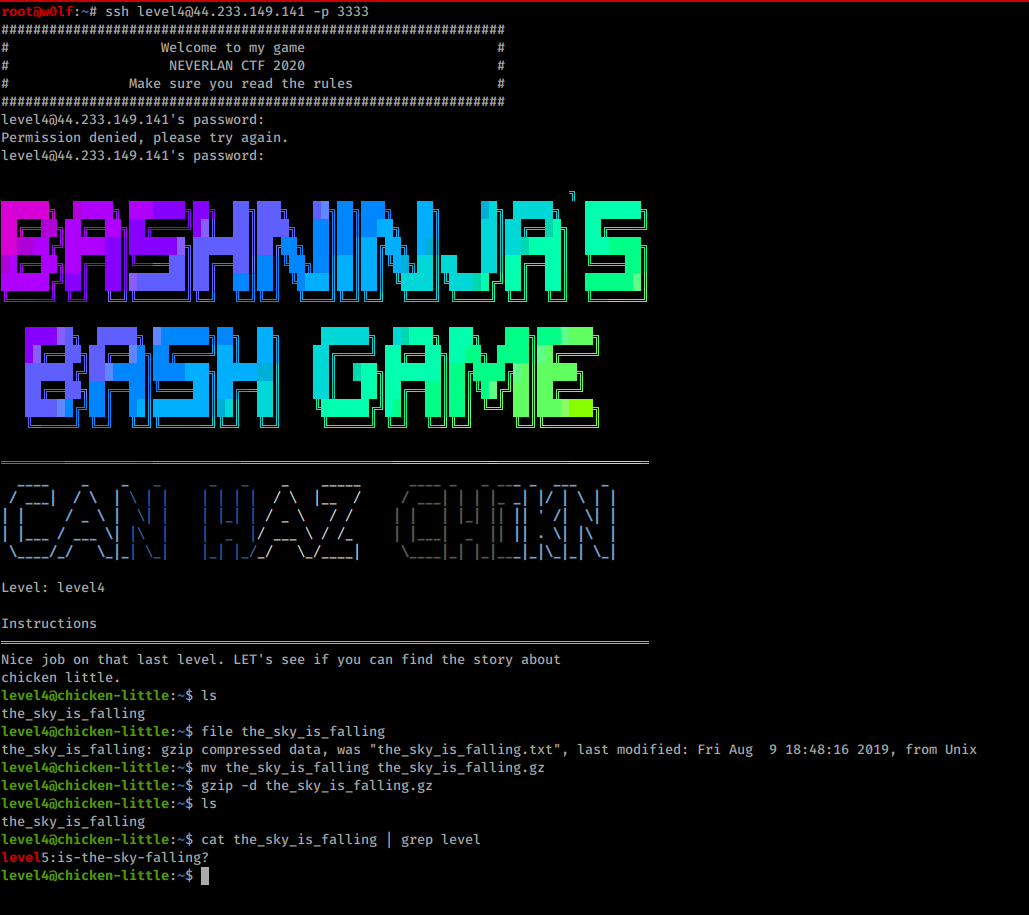 root@w0lf:~# ssh level4@44.233.149.141 -p 3333
###############################################################
#                   Welcome to my game                        #
#                    NEVERLAN CTF 2020                        #
#               Make sure you read the rules                  #
###############################################################
level4@44.233.149.141's password:
Permission denied, please try again.
level4@44.233.149.141's password:
BASHNINJA'S
BASH GAME
CAN HAZ CHKN
Level: level4
Instructions
Nice job on that last level. LET's see if you can find the story about
chicken little.
level4@chicken-little:~$ ls
the_sky_is_falling
level4@chicken-little:~$ file the_sky_is_falling
the_sky_is_falling: gzip compressed data, was "the_sky_is_falling.txt", last modified: Fri Aug  9 18:48:16 2019, from Unix
level4@chicken-little:~$ mv the_sky_is_falling the_sky_is_falling.gz
level4@chicken-little:~$ gzip -d the_sky_is_falling.gz
level4@chicken-little:~$ ls
the_sky_is_falling
level4@chicken-little:~$ cat the_sky_is_falling | grep level
level5:is-the-sky-falling?
level4@chicken-little:~$